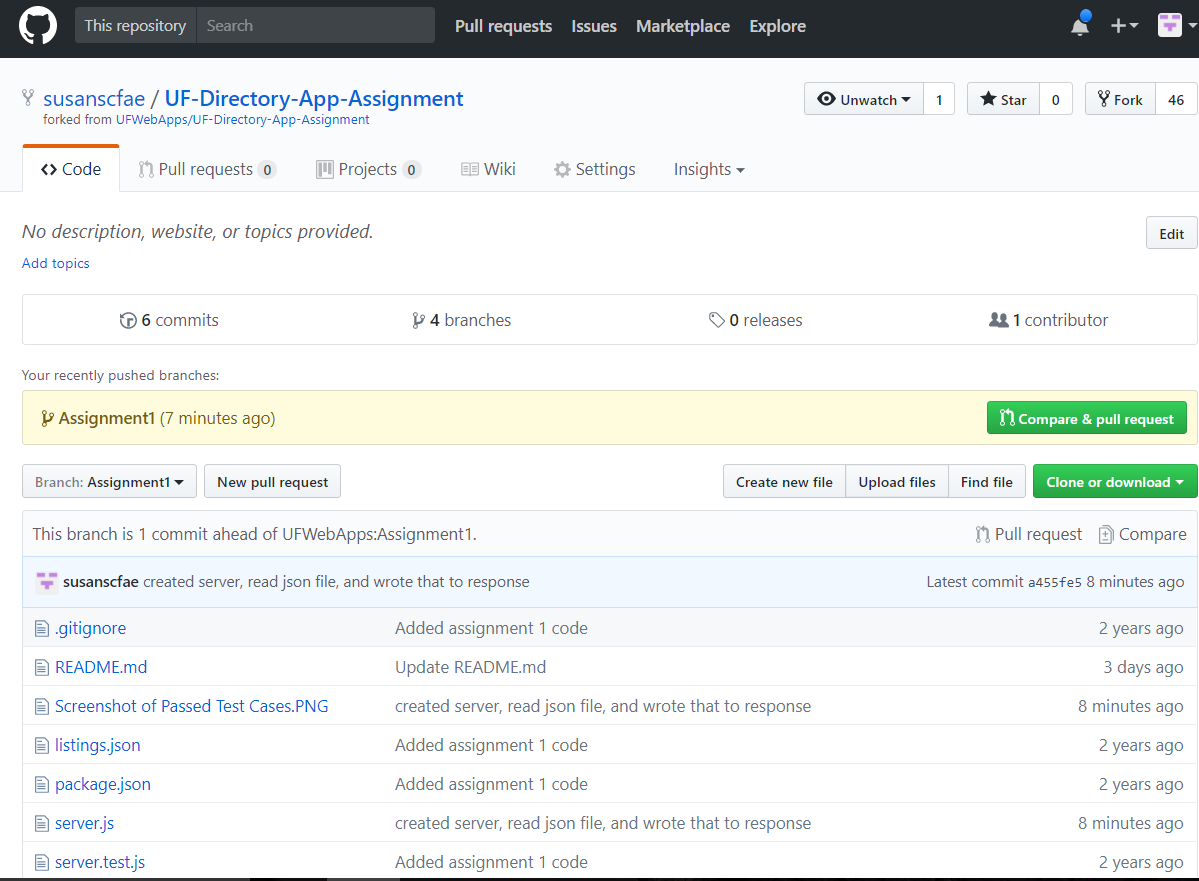 This repository Search Pull requests Issues Marketplace Explore
susanscfae / UF-Directory-App-Assignment Unwatch 1 Star 0 Fork 46
forked from UFWebApps/UF-Directory-App-Assignment
Code Pull requests 0 Projects 0 Wiki Settings Insights
No description, website, or topics provided. Edit
Add topics
6 commits 4 branches 0 releases 1 contributor
Your recently pushed branches:
Assignment1 (7 minutes ago) Compare & pull request
Branch: Assignment1 New pull request Create new file Upload files Find file Clone or download
This branch is 1 commit ahead of UFWebApps:Assignment1. Pull request Compare
susanscfae created server, read json file, and wrote that to response Latest commit a455fe5 8 minutes ago
.gitignore Added assignment 1 code 2 years ago
README.md Update README.md 3 days ago
Screenshot of Passed Test Cases.PNG created server, read json file, and wrote that to response 8 minutes ago
listings.json Added assignment 1 code 2 years ago
package.json Added assignment 1 code 2 years ago
server.js created server, read json file, and wrote that to response 8 minutes ago
server.test.js Added assignment 1 code 2 years ago